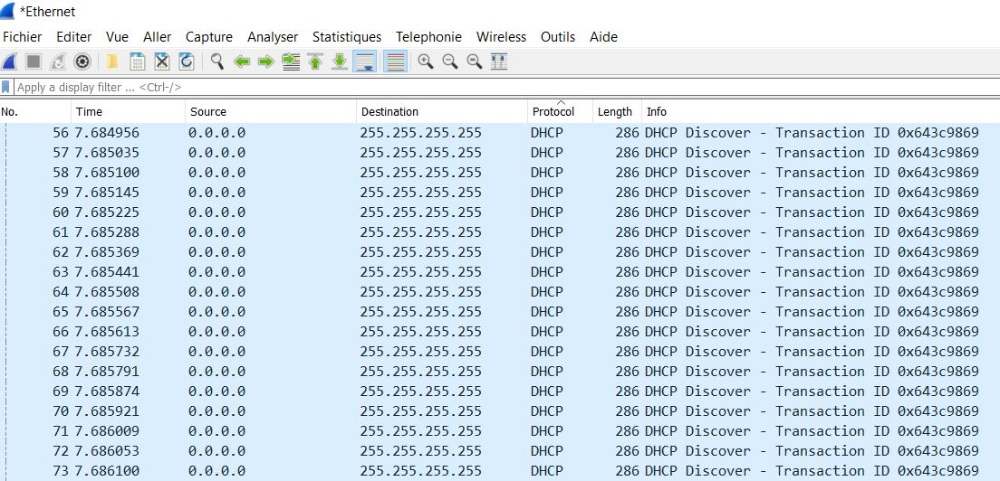 *Ethernet
Fichier Editer Vue Aller Capture Analyser Statistiques Telephonie Wireless Outils Aide
Apply a display filter ... <Ctrl-/>
No. Time Source Destination Protocol Length Info
56 7.684956 0.0.0.0 255.255.255.255 DHCP 286 DHCP Discover - Transaction ID 0x643c9869
57 7.685035 0.0.0.0 255.255.255.255 DHCP 286 DHCP Discover - Transaction ID 0x643c9869
58 7.685100 0.0.0.0 255.255.255.255 DHCP 286 DHCP Discover - Transaction ID 0x643c9869
59 7.685145 0.0.0.0 255.255.255.255 DHCP 286 DHCP Discover - Transaction ID 0x643c9869
60 7.685225 0.0.0.0 255.255.255.255 DHCP 286 DHCP Discover - Transaction ID 0x643c9869
61 7.685288 0.0.0.0 255.255.255.255 DHCP 286 DHCP Discover - Transaction ID 0x643c9869
62 7.685369 0.0.0.0 255.255.255.255 DHCP 286 DHCP Discover - Transaction ID 0x643c9869
63 7.685441 0.0.0.0 255.255.255.255 DHCP 286 DHCP Discover - Transaction ID 0x643c9869
64 7.685508 0.0.0.0 255.255.255.255 DHCP 286 DHCP Discover - Transaction ID 0x643c9869
65 7.685567 0.0.0.0 255.255.255.255 DHCP 286 DHCP Discover - Transaction ID 0x643c9869
66 7.685613 0.0.0.0 255.255.255.255 DHCP 286 DHCP Discover - Transaction ID 0x643c9869
67 7.685732 0.0.0.0 255.255.255.255 DHCP 286 DHCP Discover - Transaction ID 0x643c9869
68 7.685791 0.0.0.0 255.255.255.255 DHCP 286 DHCP Discover - Transaction ID 0x643c9869
69 7.685874 0.0.0.0 255.255.255.255 DHCP 286 DHCP Discover - Transaction ID 0x643c9869
70 7.685921 0.0.0.0 255.255.255.255 DHCP 286 DHCP Discover - Transaction ID 0x643c9869
71 7.686009 0.0.0.0 255.255.255.255 DHCP 286 DHCP Discover - Transaction ID 0x643c9869
72 7.686053 0.0.0.0 255.255.255.255 DHCP 286 DHCP Discover - Transaction ID 0x643c9869
73 7.686100 0.0.0.0 255.255.255.255 DHCP 286 DHCP Discover - Transaction ID 0x643c9869